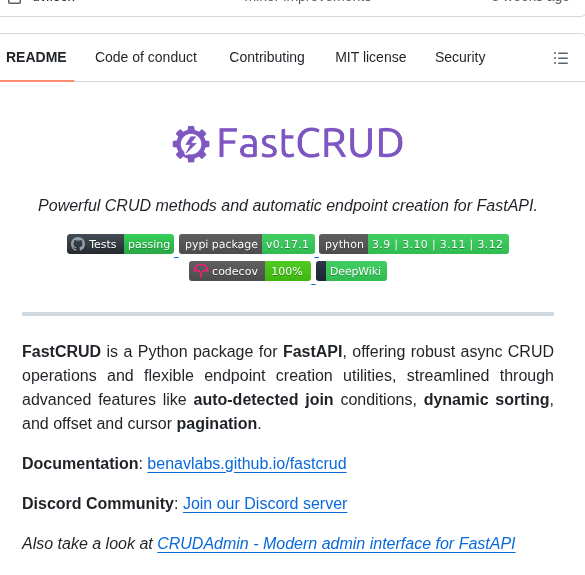 README Code of conduct Contributing MIT license Security
FastCRUD
Powerful CRUD methods and automatic endpoint creation for FastAPI.
Tests passing pypi package v0.17.1 python 3.9 | 3.10 | 3.11 | 3.12
codecov 100% DeepWiki
FastCRUD is a Python package for FastAPI, offering robust async CRUD
operations and flexible endpoint creation utilities, streamlined through
advanced features like auto-detected join conditions, dynamic sorting,
and offset and cursor pagination.
Documentation: benavlabs.github.io/fastcrud
Discord Community: Join our Discord server
Also take a look at CRUDAdmin - Modern admin interface for FastAPI